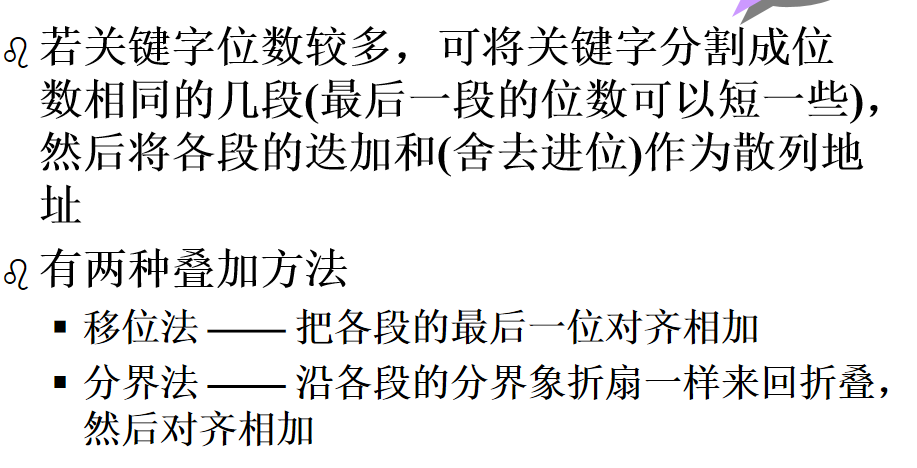 若关键字位数较多，可将关键字分割成位
数相同的几段(最后一段的位数可以短一些)，
然后将各段的迭加和(舍去进位)作为散列地
址
有两种叠加方法
移位法 —— 把各段的最后一位对齐相加
分界法 —— 沿各段的分界象折扇一样来回折叠，
然后对齐相加